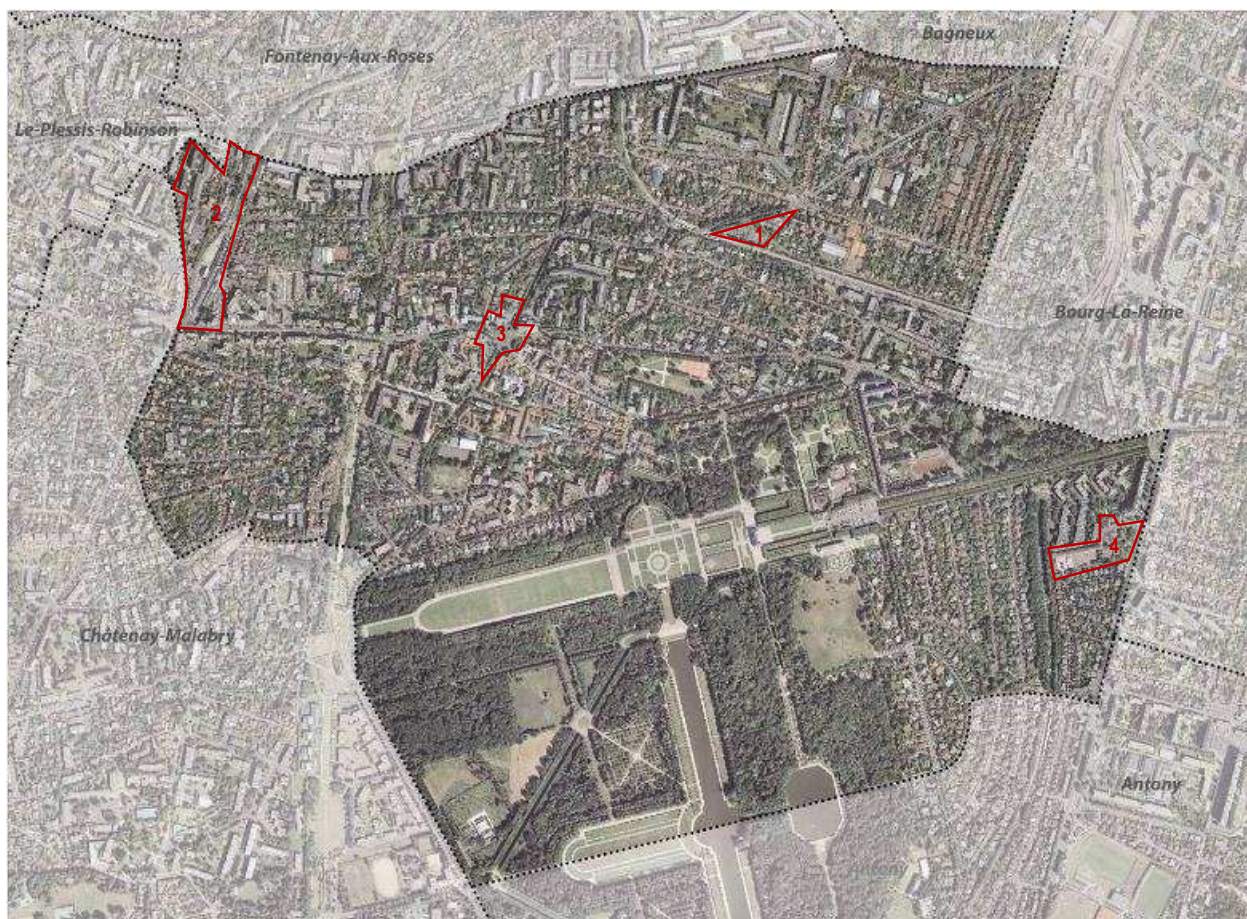 Bagneux
Fontenay-Aux-Roses
Le-Plessis-Robinson
2
1
Bourg-La-Reine
3
4
Châtenay-Malabry
Antony